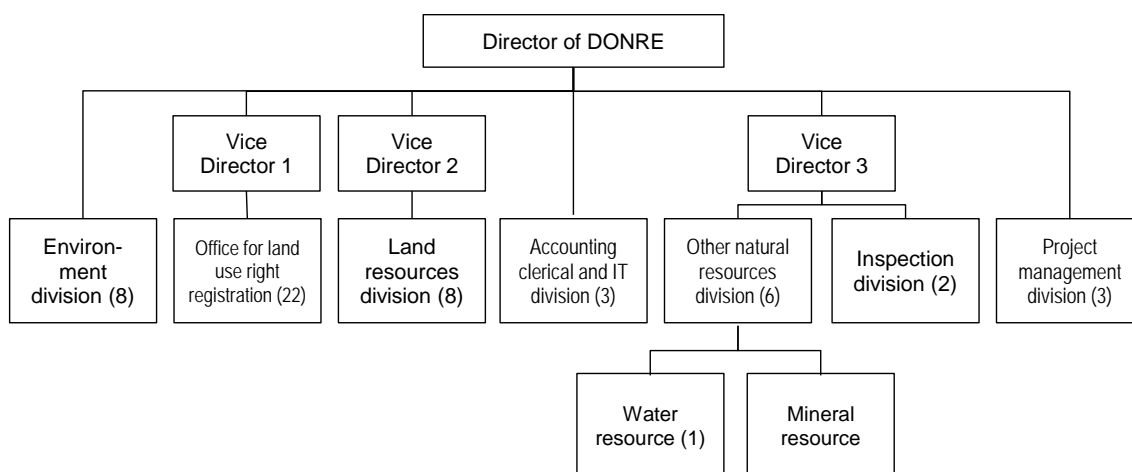 Director of DONRE
Vice
Director 1
Vice
Director 2
Vice
Director 3
Environ-
ment
division (8)
Office for land
use right
registration (22)
Land
resources
division (8)
Accounting
clerical and IT
division (3)
Other natural
resources
division (6)
Inspection
division (2)
Project
management
division (3)
Water
resource (1)
Mineral
resource